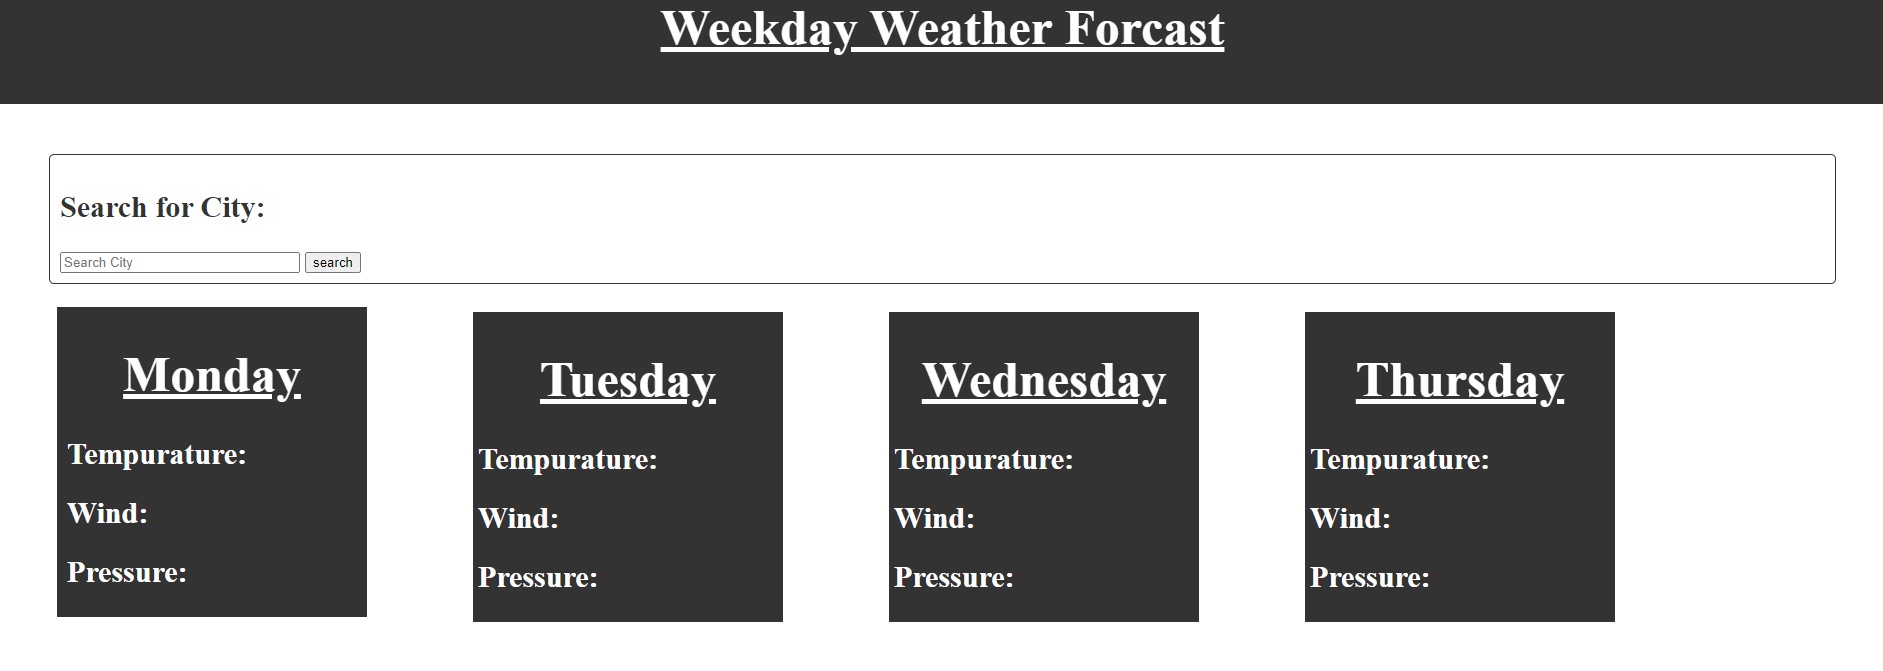 Weekday Weather Forcast
Search for City:
Search City search
Monday
Tempurature:
Wind:
Pressure:
Tuesday
Tempurature:
Wind:
Pressure:
Wednesday
Tempurature:
Wind:
Pressure:
Thursday
Tempurature:
Wind:
Pressure: